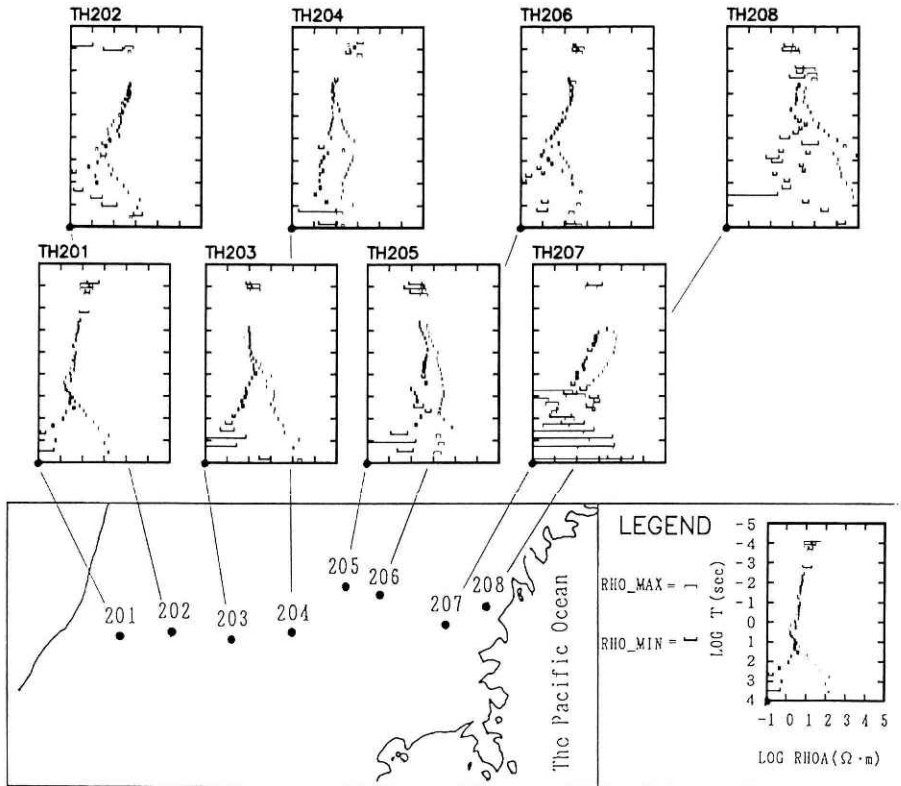 TH202
TH204
TH206
TH208
TH201
TH203
TH205
TH207
201
202
203
204
205
206
207
208
The Pacific Ocean
LEGEND
RHO_MAX =
RHO_MIN =
LOG T (sec)
-5
-4
-3
-2
-1
0
1
2
3
4
-1 0 1 2 3 4 5
LOG RHOA (Ω·m)